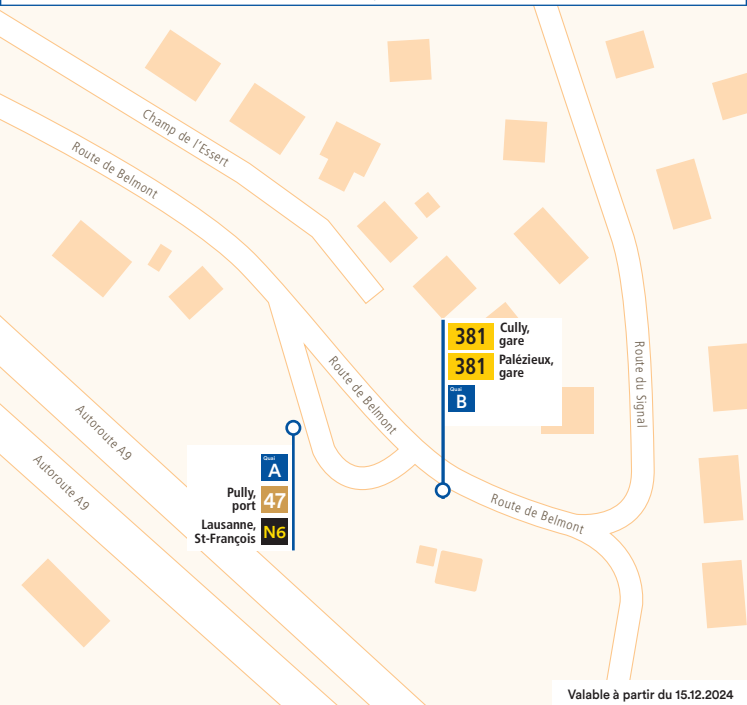 Champ de l'Essert
Route de Belmont
381 Cully,
gare
381 Palézieux,
gare
Quai
B
Route de Belmont
Route du Signal
Autoroute A9
Autoroute A9
Quai
A
Pully,
port 47
Lausanne,
St-François N6
Route de Belmont
Valable à partir du 15.12.2024